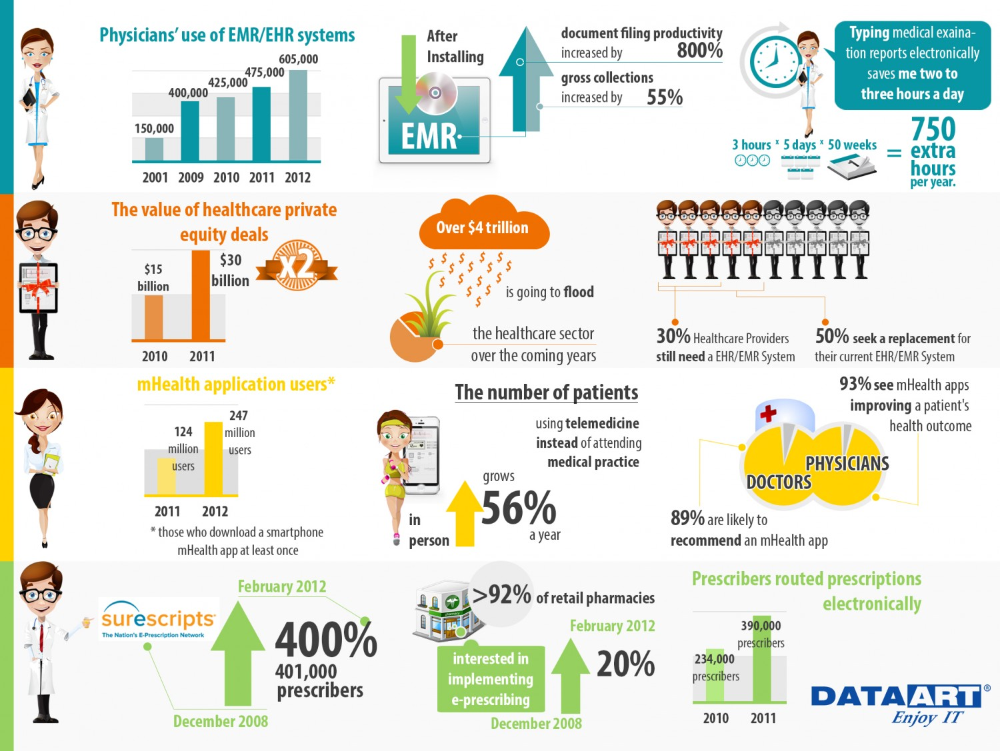 Physicians’ use of EMR/EHR systems
605,000
475,000
425,000
400,000
150,000
2001 2009 2010 2011 2012
After
Installing
EMR
document filing productivity
increased by 800%
gross collections
increased by 55%
Typing medical exaina-
tion reports electronically
saves me two to
three hours a day
3 hours x 5 days x 50 weeks
=
750
extra
hours
per year.
The value of healthcare private
equity deals
$15
billion
$30
billion
x2
2010 2011
Over $4 trillion
$ $ $ $ $ $ $ $ $ $ $ $ $ $ $ $ $
is going to flood
the healthcare sector
over the coming years
30% Healthcare Providers
still need a EHR/EMR System
50% seek a replacement for
their current EHR/EMR System
mHealth application users*
124
million
users
247
million
users
2011 2012
* those who download a smartphone
mHealth app at least once
The number of patients
using telemedicine
instead of attending
medical practice
grows
56%
a year
in
person
93% see mHealth apps
improving a patient's
health outcome
PHYSICIANS
DOCTORS
89% are likely to
recommend an mHealth app
surescripts
The Nation's E-Prescription Network
February 2012
400%
401,000
prescribers
December 2008
pharmacy
>92% of retail pharmacies
interested in
implementing
e-prescribing
February 2012
20%
December 2008
Prescribers routed prescriptions
electronically
390,000
prescribers
234,000
prescribers
2010 2011
DATAART®
Enjoy IT